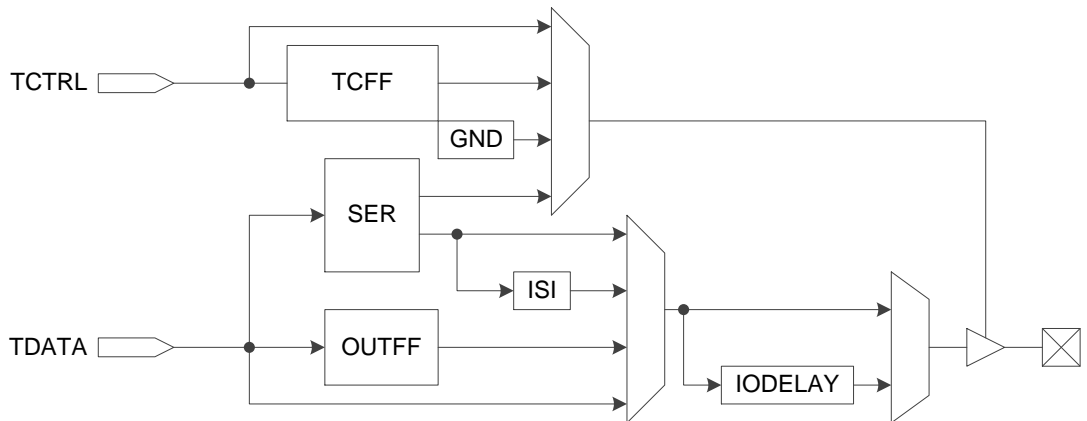 TCTRL
TCFF
GND
SER
ISI
TDATA
OUTFF
IODELAY